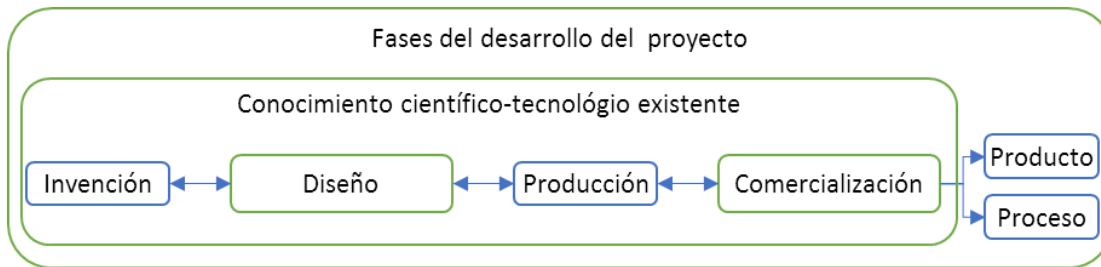 Fases del desarrollo del proyecto
Conocimiento científico-tecnológio existente
Invención
Diseño
Producción
Comercialización
Producto
Proceso